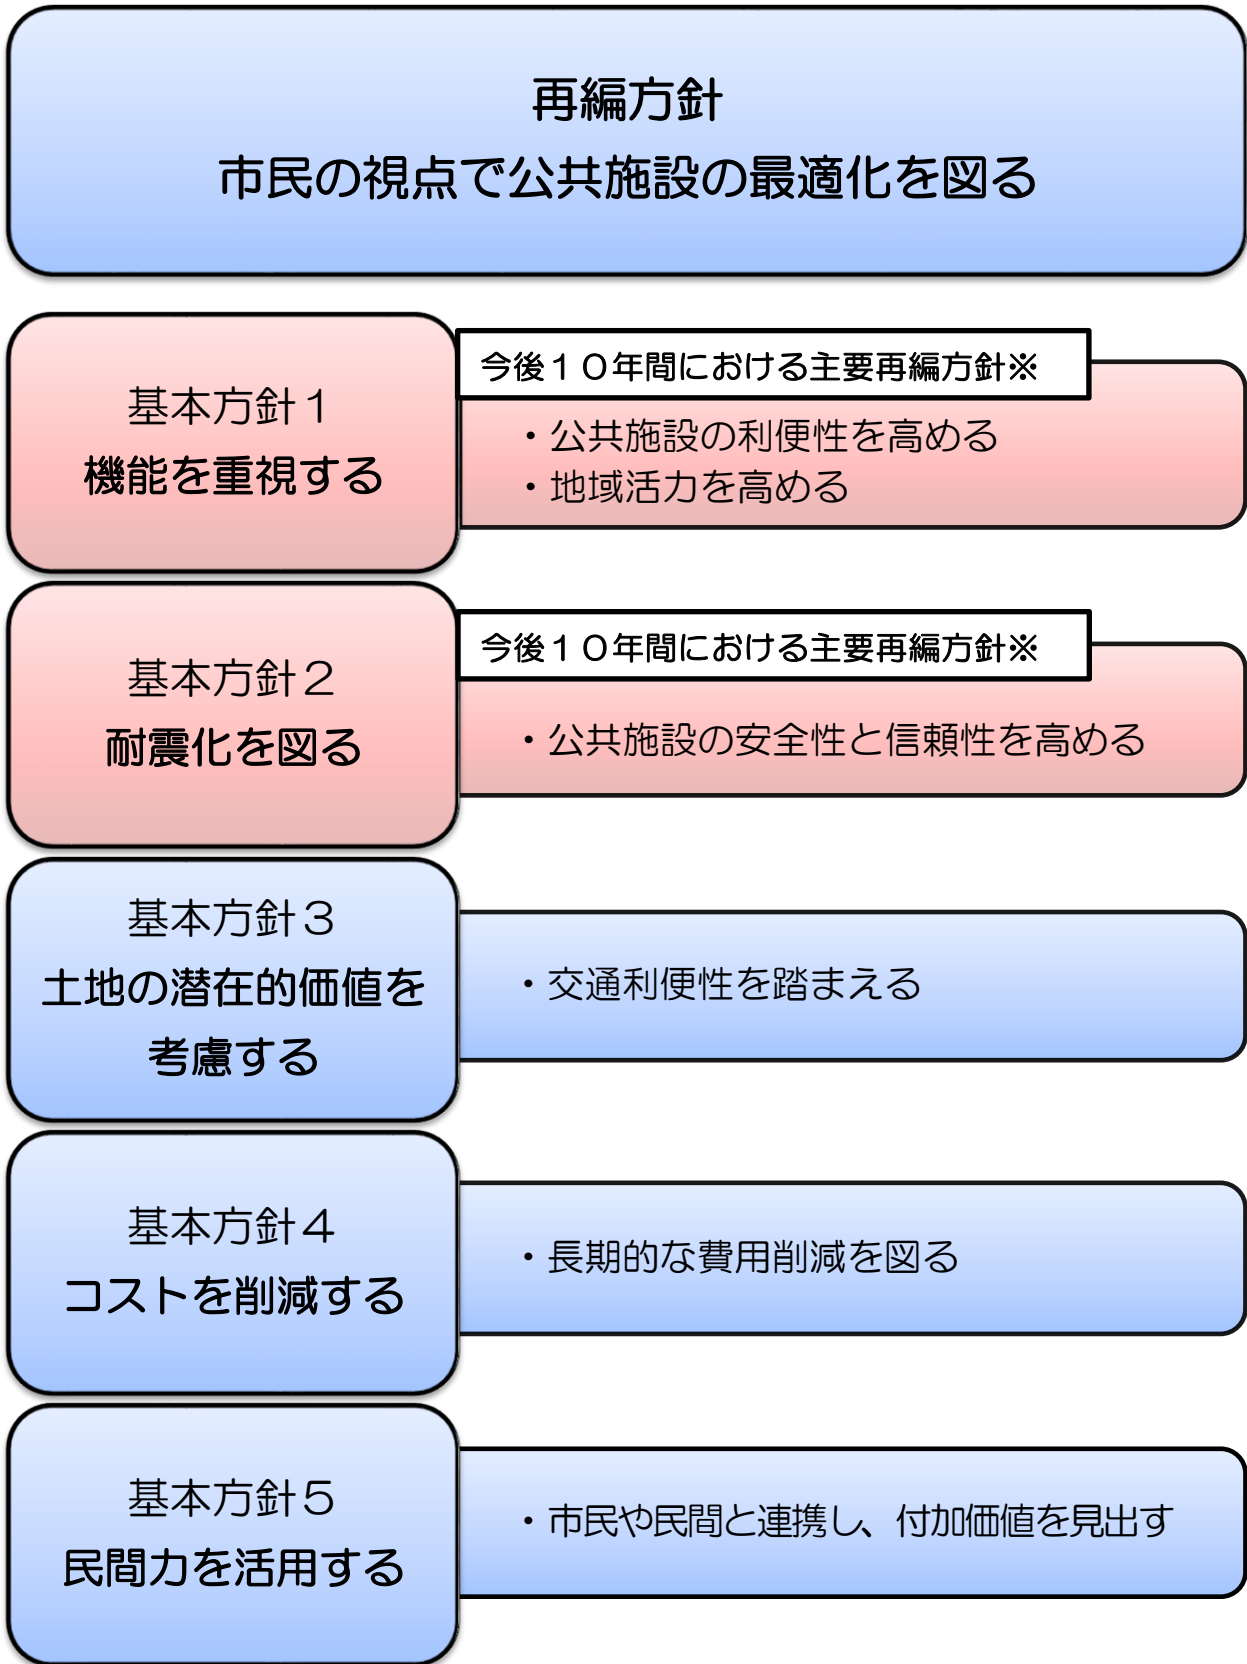 再編方針
市民の視点で公共施設の最適化を図る
基本方針１
機能を重視する
今後１０年間における主要再編方針※
・公共施設の利便性を高める
・地域活力を高める
基本方針２
耐震化を図る
今後１０年間における主要再編方針※
・公共施設の安全性と信頼性を高める
基本方針３
土地の潜在的価値を
考慮する
・交通利便性を踏まえる
基本方針４
コストを削減する
・長期的な費用削減を図る
基本方針５
民間力を活用する
・市民や民間と連携し、付加価値を見出す